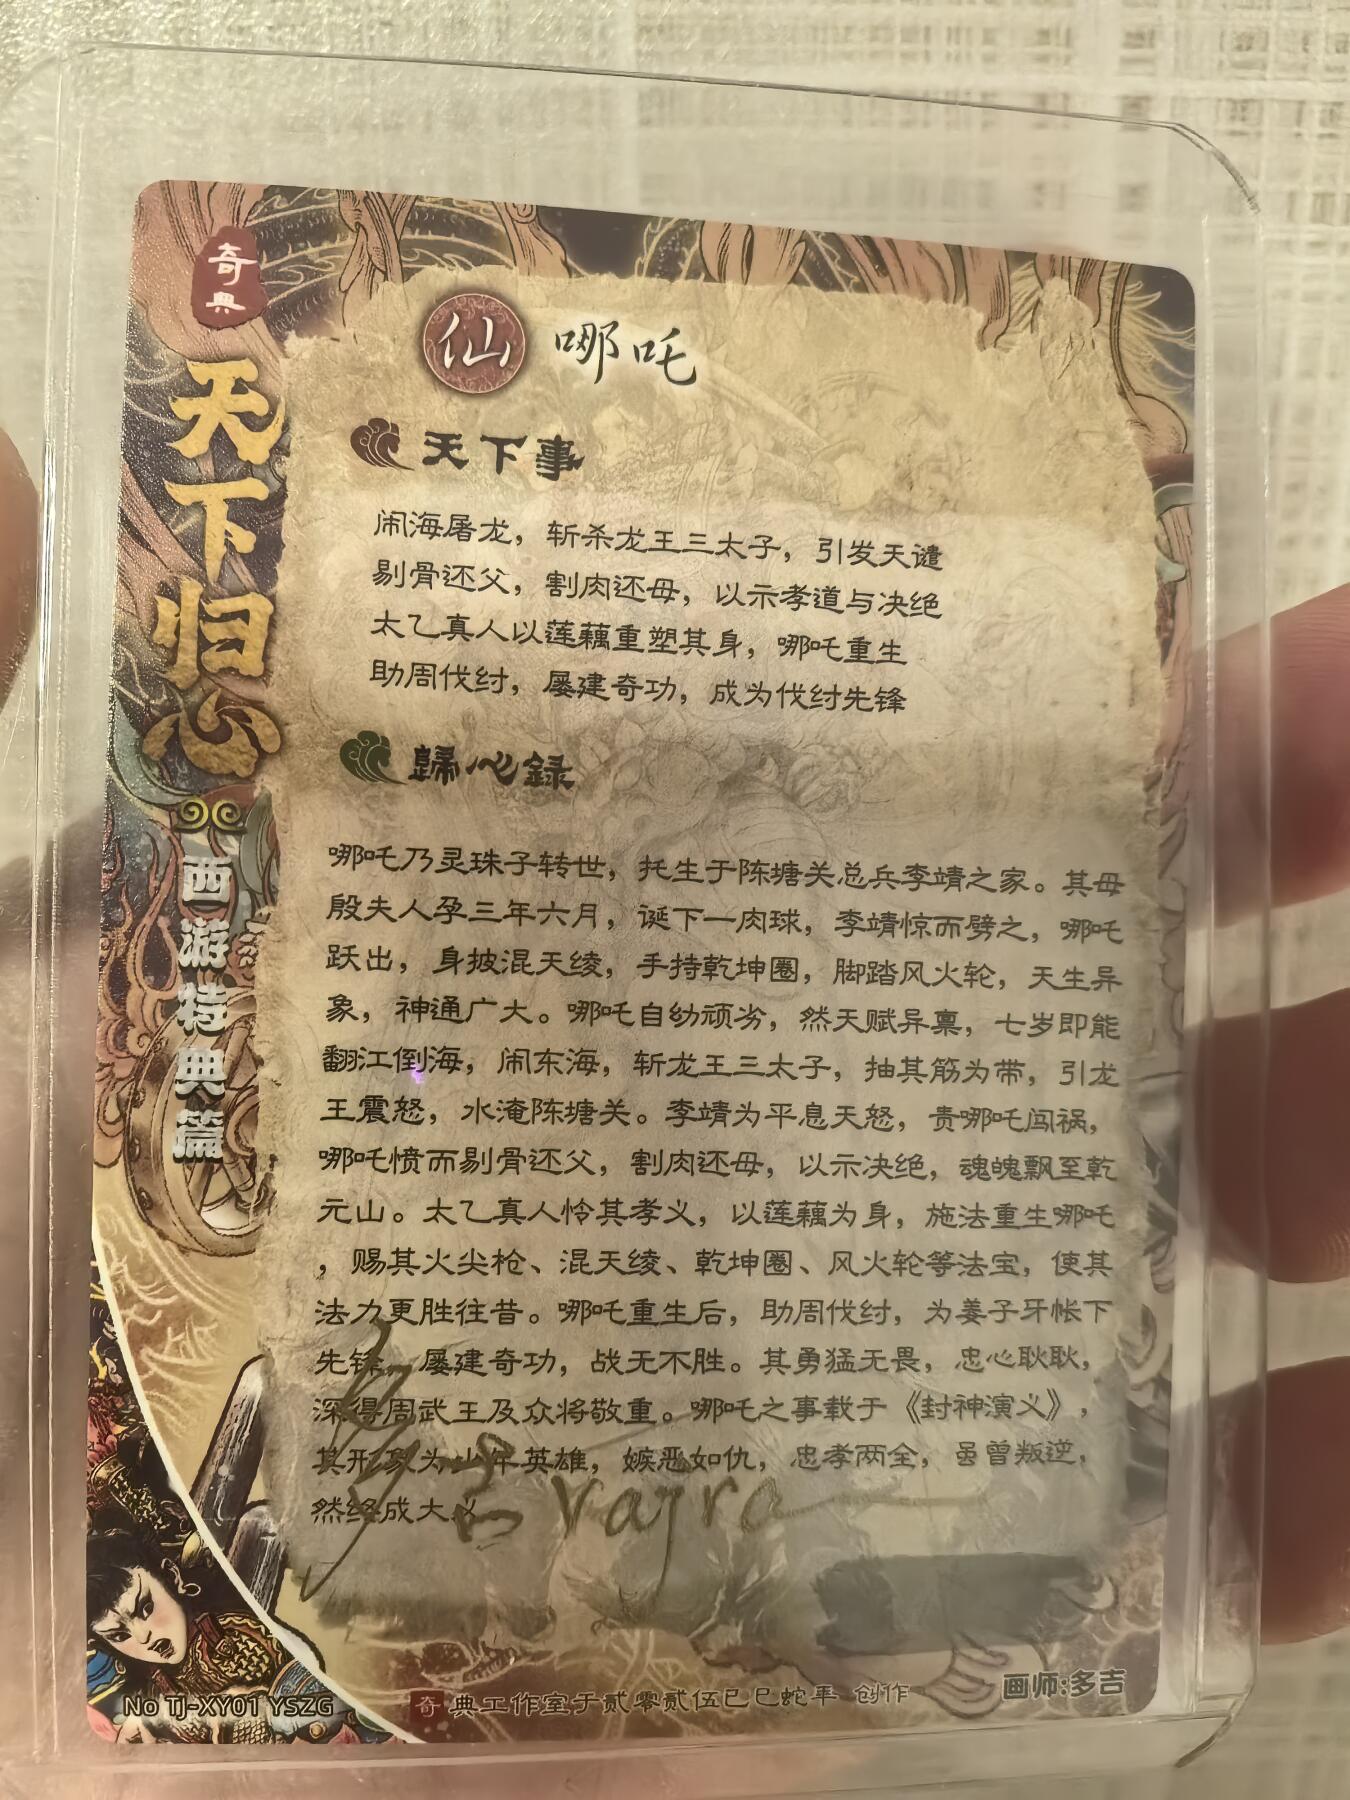 奇典
天下归心
西游特典篇
仙 哪吒
天下事
闹海屠龙，斩杀龙王三太子，引发天谴
剔骨还父，割肉还母，以示孝道与决绝
太乙真人以莲藕重塑其身，哪吒重生
助周伐纣，屡建奇功，成为伐纣先锋
歸心録
哪吒乃灵珠子转世，托生于陈塘关总兵李靖之家。其母
殷夫人孕三年六月，诞下一肉球，李靖惊而劈之，哪吒
跃出，身披混天绫，手持乾坤圈，脚踏风火轮，天生异
象，神通广大。哪吒自幼顽劣，然天赋异禀，七岁即能
翻江倒海，闹东海，斩龙王三太子，抽其筋为带，引龙
王震怒，水淹陈塘关。李靖为平息天怒，责哪吒闯祸，
哪吒愤而剔骨还父，割肉还母，以示决绝，魂魄飘至乾
元山。太乙真人怜其孝义，以莲藕为身，施法重生哪吒
，赐其火尖枪、混天绫、乾坤圈、风火轮等法宝，使其
法力更胜往昔。哪吒重生后，助周伐纣，为姜子牙帐下
先锋，屡建奇功，战无不胜。其勇猛无畏，忠心耿耿，
深得周武王及众将敬重。哪吒之事载于《封神演义》，
其形象为少年英雄，嫉恶如仇，忠孝两全，虽曾叛逆，
然终成大义
vajra
No TJ-XY01 YSZG
奇典工作室于贰零贰伍已巳蛇年 创作
画师:多吉